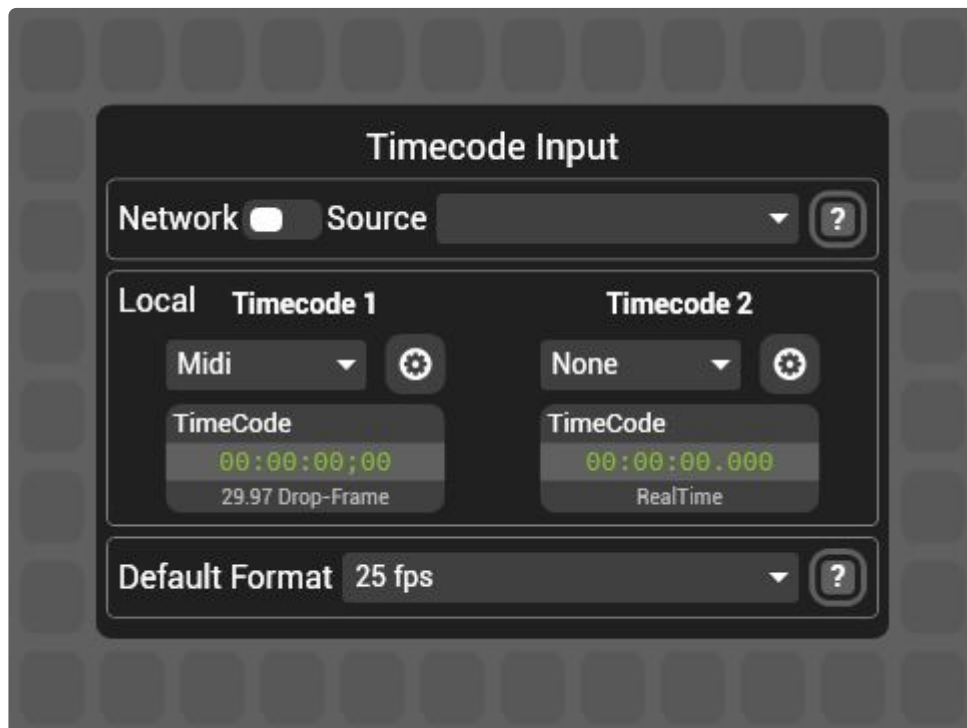 Timecode Input
Network Source ?
Local Timecode 1 Timecode 2
Midi None
TimeCode TimeCode
00:00:00;00 00:00:00.000
29.97 Drop-Frame RealTime
Default Format 25 fps ?